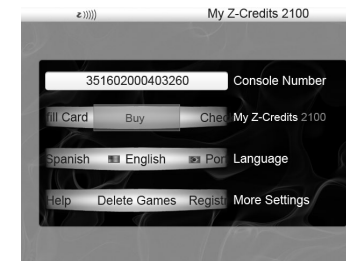 z))))) My Z-Credits 2100
351602000403260 Console Number
fill Card Buy Chec My Z-Credits 2100
Spanish English Por Language
Help Delete Games Regist More Settings